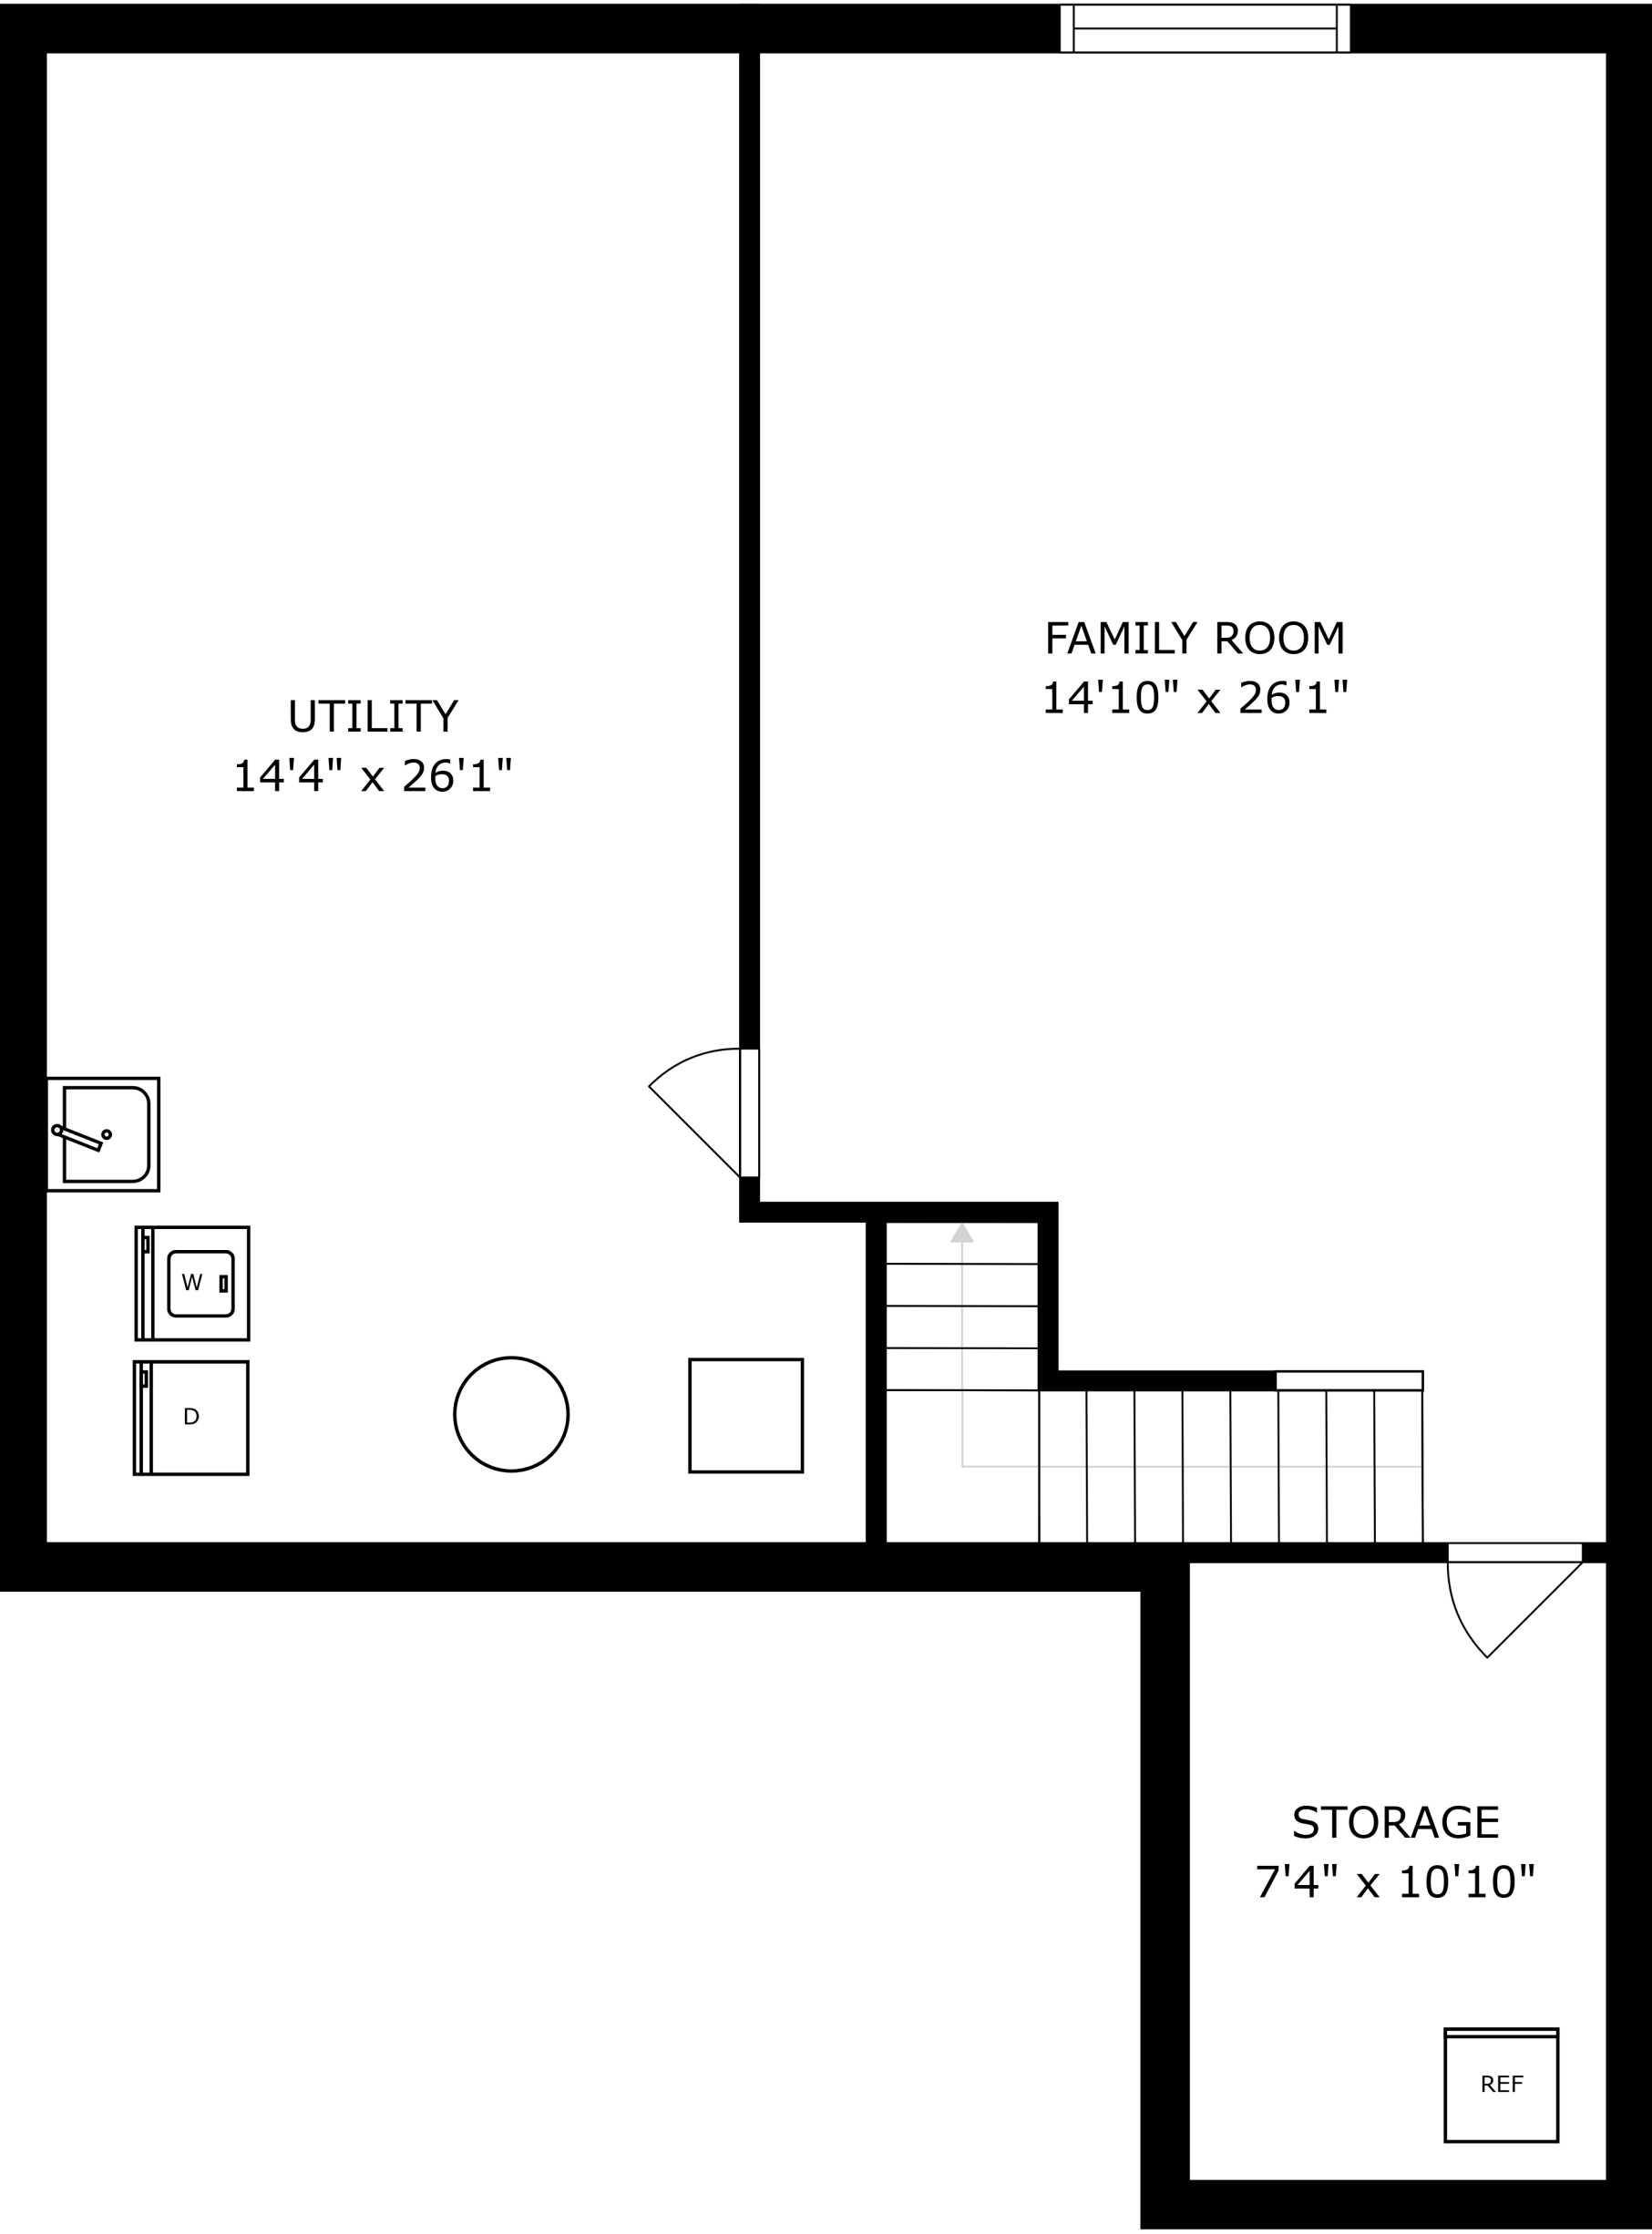 FAMILY ROOM
14'10" x 26'1"
UTILITY
14'4" x 26'1"
W
D
STORAGE
7'4" x 10'10"
REF